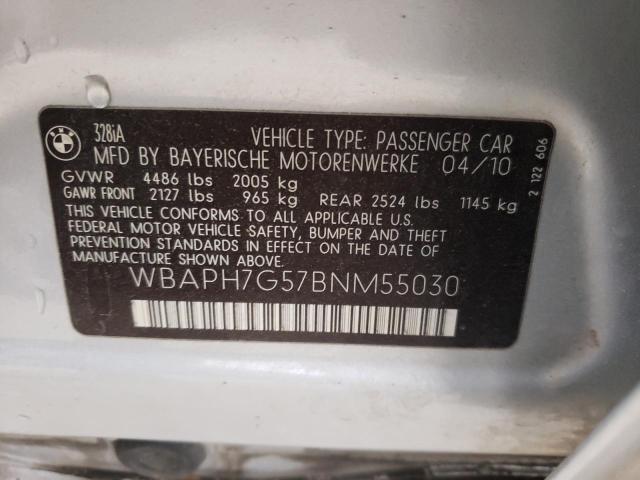 BMW
328iA
VEHICLE TYPE: PASSENGER CAR
MFD BY BAYERISCHE MOTORENWERKE 04/10
GVWR 4486 lbs 2005 kg
GAWR FRONT 2127 lbs 965 kg REAR 2524 lbs 1145 kg
THIS VEHICLE CONFORMS TO ALL APPLICABLE U.S.
FEDERAL MOTOR VEHICLE SAFETY, BUMPER AND THEFT
PREVENTION STANDARDS IN EFFECT ON THE DATE OF
MANUFACTURE SHOWN ABOVE.
WBAPH7G57BNM55030
2 122 606